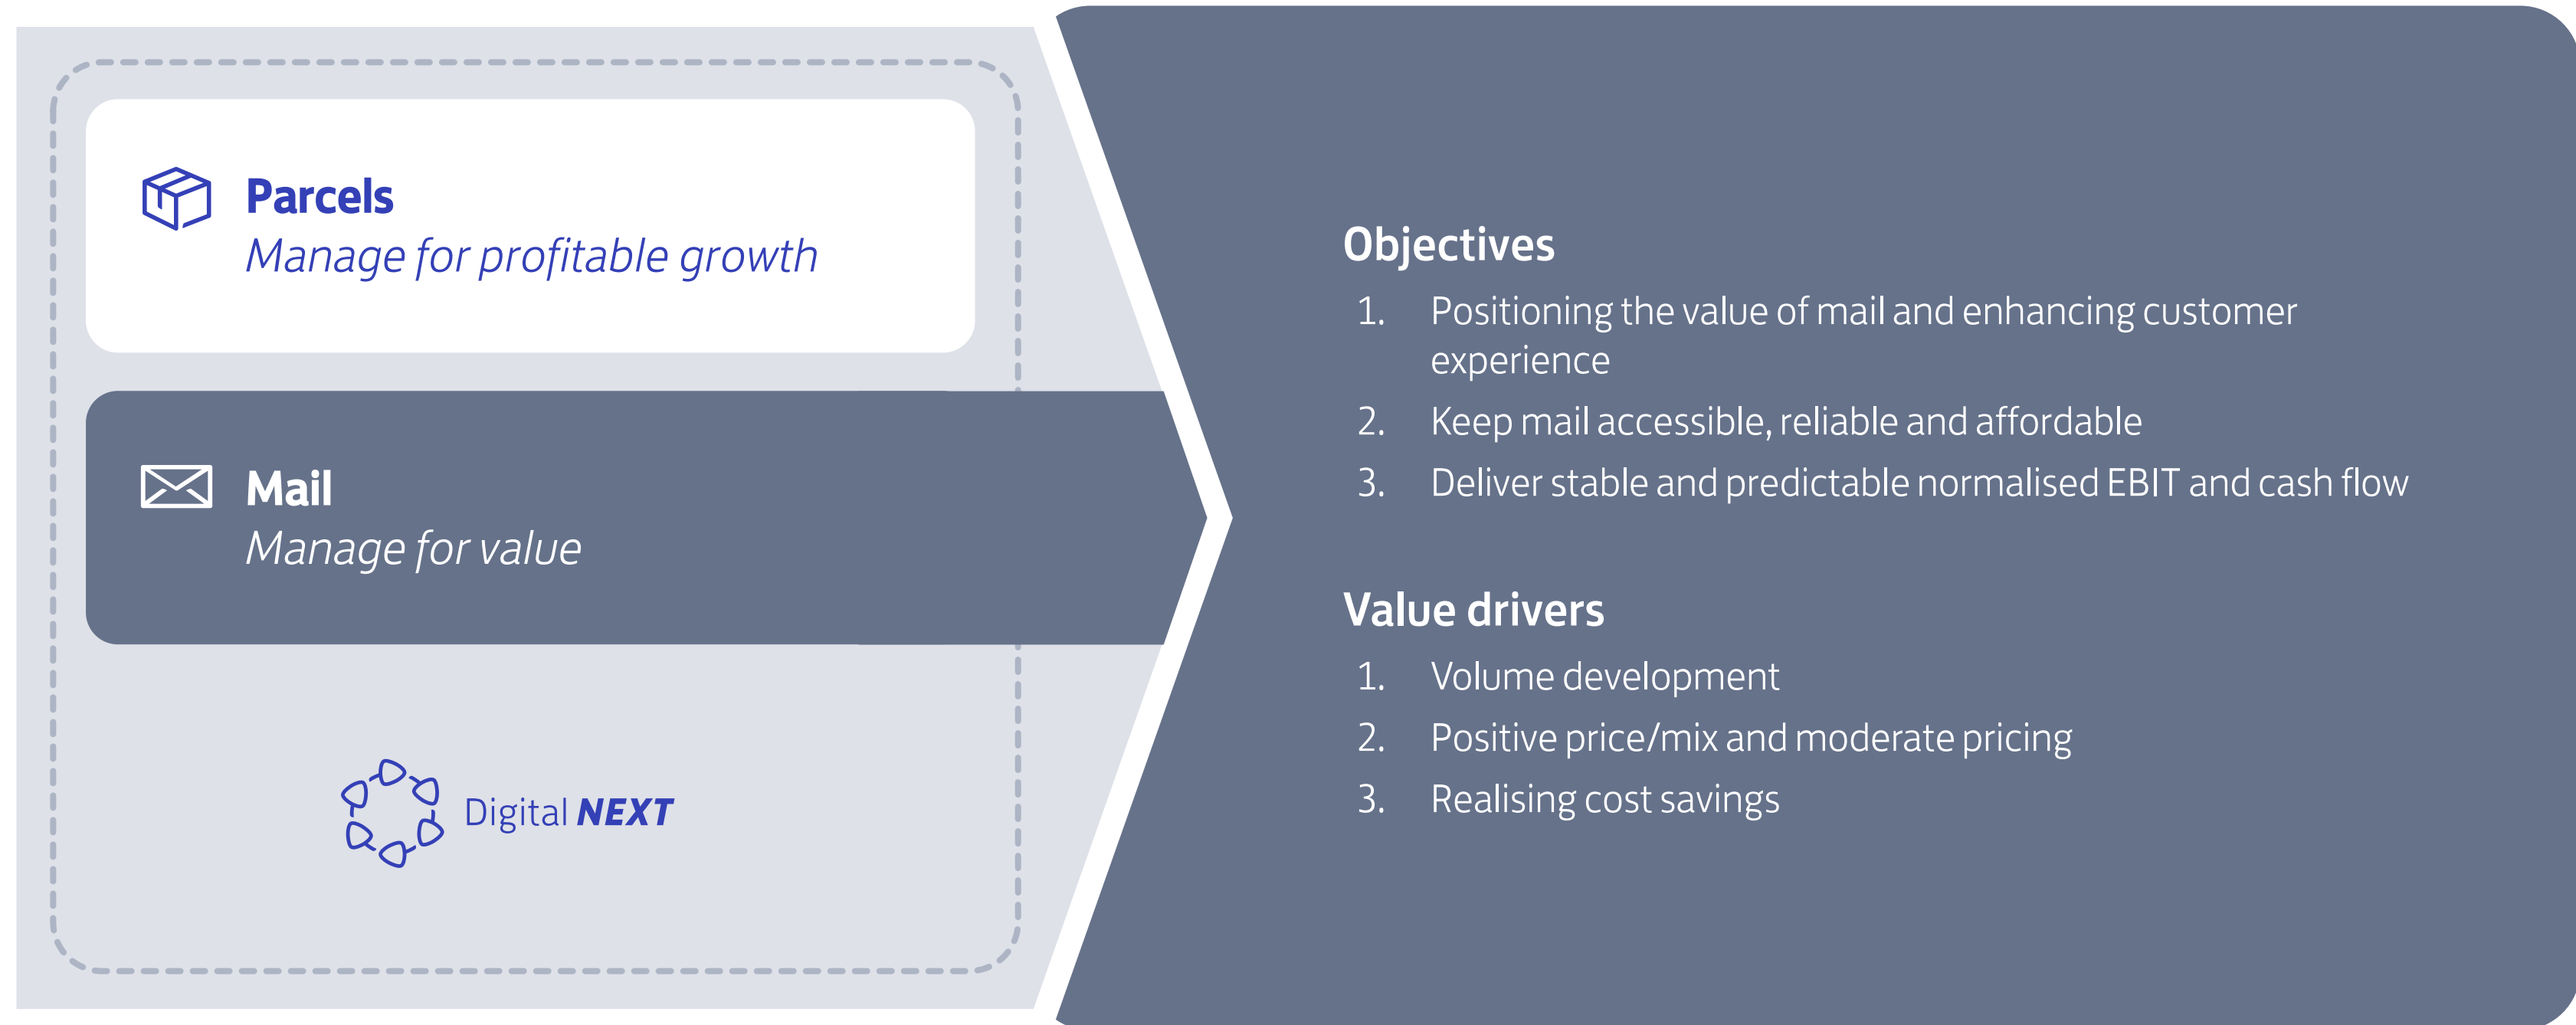 Parcels
Manage for profitable growth
Mail
Manage for value
Digital NEXT
Objectives
1. Positioning the value of mail and enhancing customer
experience
2. Keep mail accessible, reliable and affordable
3. Deliver stable and predictable normalised EBIT and cash flow
Value drivers
1. Volume development
2. Positive price/mix and moderate pricing
3. Realising cost savings